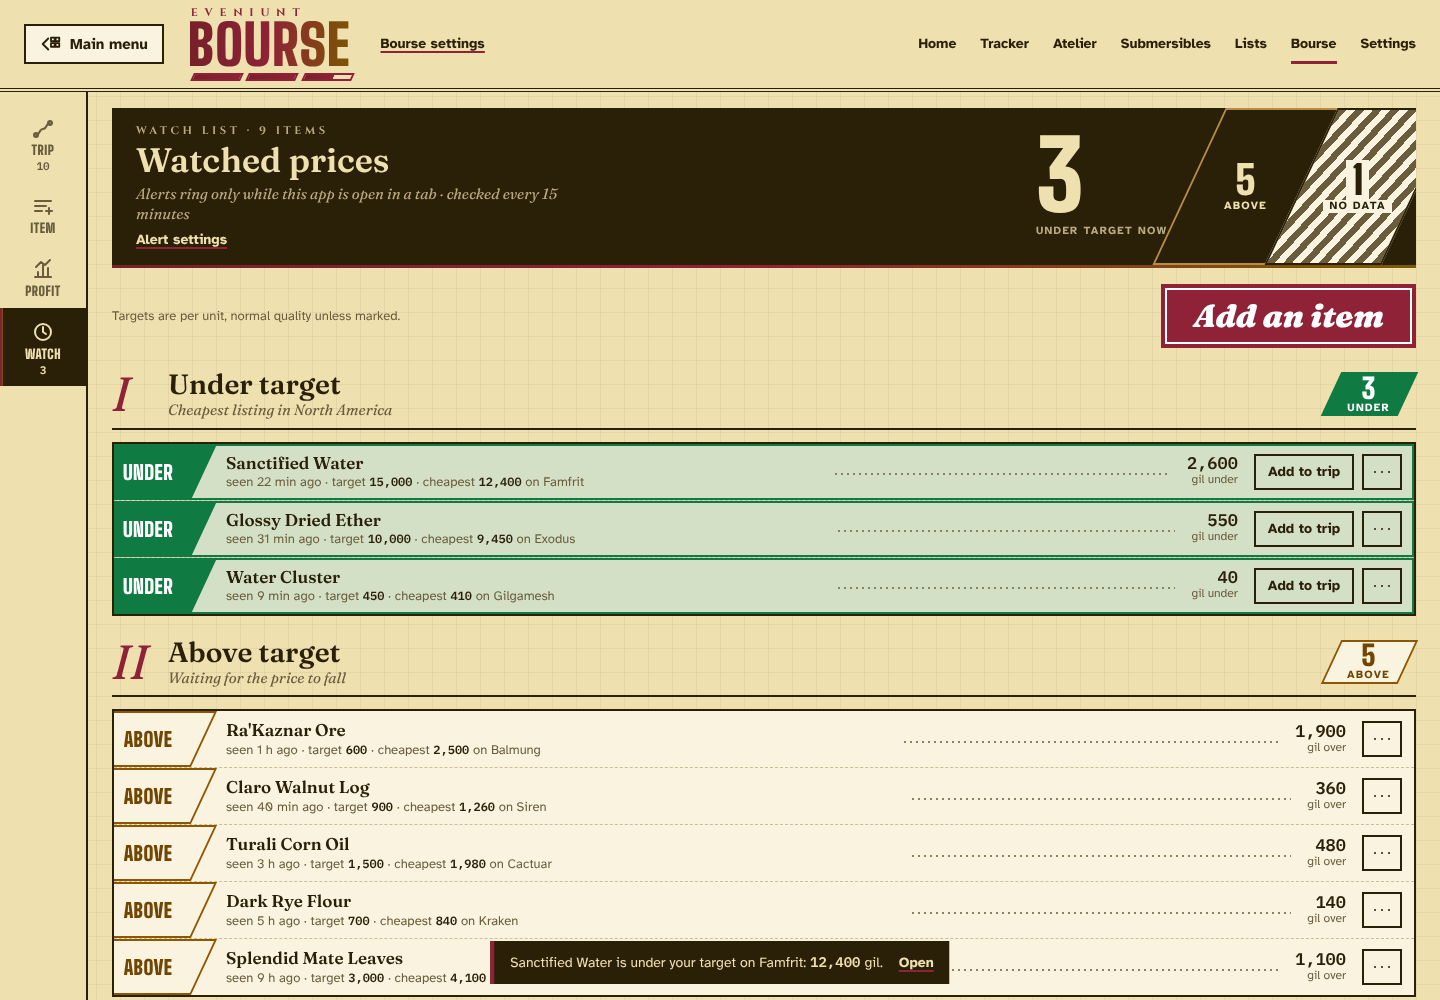 Main menu
EVENIUNT
BOURSE
Bourse settings
Home
Tracker
Atelier
Submersibles
Lists
Bourse
Settings
TRIP
10
ITEM
PROFIT
WATCH
3
WATCH LIST · 9 ITEMS
Watched prices
Alerts ring only while this app is open in a tab · checked every 15
minutes
Alert settings
3
UNDER TARGET NOW
5
ABOVE
1
NO DATA
Targets are per unit, normal quality unless marked.
Add an item
I
Under target
Cheapest listing in North America
3
UNDER
UNDER
Sanctified Water
seen 22 min ago · target 15,000 · cheapest 12,400 on Famfrit
2,600
gil under
Add to trip
...
UNDER
Glossy Dried Ether
seen 31 min ago · target 10,000 · cheapest 9,450 on Exodus
550
gil under
Add to trip
...
UNDER
Water Cluster
seen 9 min ago · target 450 · cheapest 410 on Gilgamesh
40
gil under
Add to trip
...
II
Above target
Waiting for the price to fall
5
ABOVE
ABOVE
Ra'Kaznar Ore
seen 1 h ago · target 600 · cheapest 2,500 on Balmung
1,900
gil over
...
ABOVE
Claro Walnut Log
seen 40 min ago · target 900 · cheapest 1,260 on Siren
360
gil over
...
ABOVE
Turali Corn Oil
seen 3 h ago · target 1,500 · cheapest 1,980 on Cactuar
480
gil over
...
ABOVE
Dark Rye Flour
seen 5 h ago · target 700 · cheapest 840 on Kraken
140
gil over
...
ABOVE
Splendid Mate Leaves
seen 9 h ago · target 3,000 · cheapest 4,100
1,100
gil over
...
Sanctified Water is under your target on Famfrit: 12,400 gil.
Open